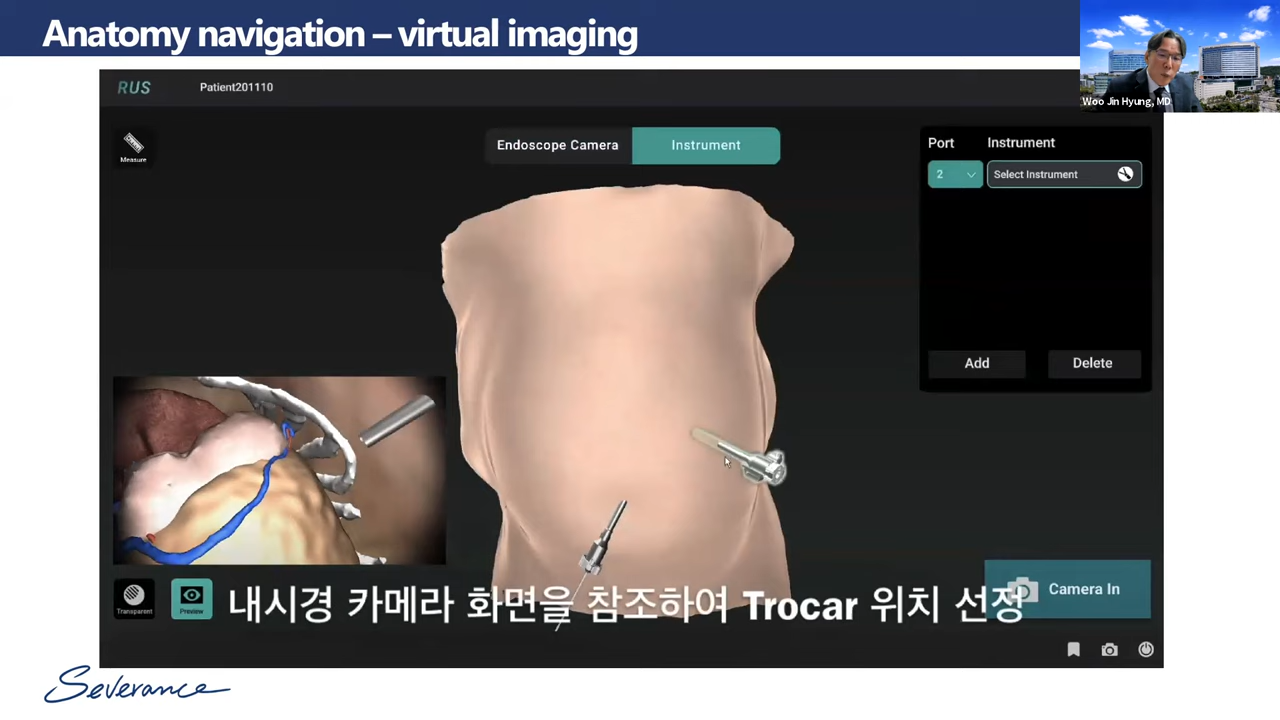 Anatomy navigation – virtual imaging
Woo Jin Hyung, MD
RUS
Patient201110
Measure
Endoscope Camera
Instrument
Port
Instrument
2
Select Instrument
Add
Delete
Transparent
Preview
Camera In
내시경 카메라 화면을 참조하여 Trocar 위치 선정
Severance